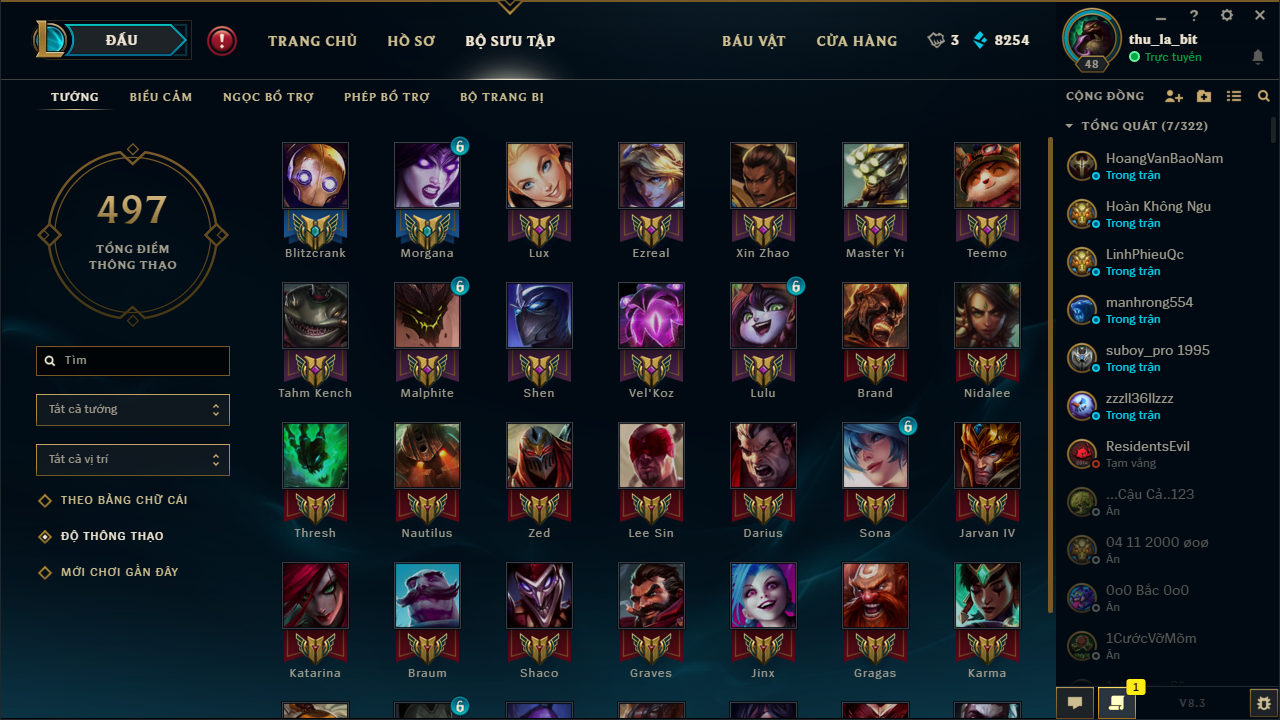 ĐẤU
TRANG CHỦ
HỒ SƠ
BỘ SƯU TẬP
BÁU VẬT
CỬA HÀNG
3
8254
48
thu_la_bit
Trực tuyến
TƯỚNG
BIỂU CẢM
NGỌC BỔ TRỢ
PHÉP BỔ TRỢ
BỘ TRANG BỊ
497
TỔNG ĐIỂM
THÔNG THẠO
Tìm
Tất cả tướng
Tất cả vị trí
THEO BẢNG CHỮ CÁI
ĐỘ THÔNG THẠO
MỚI CHƠI GẦN ĐÂY
6
Blitzcrank
Morgana
Lux
Ezreal
Xin Zhao
Master Yi
Teemo
6
6
Tahm Kench
Malphite
Shen
Vel'Koz
Lulu
Brand
Nidalee
6
Thresh
Nautilus
Zed
Lee Sin
Darius
Sona
Jarvan IV
Katarina
Braum
Shaco
Graves
Jinx
Gragas
Karma
6
CỘNG ĐỒNG
TỔNG QUÁT (7/322)
HoangVanBaoNam
Trong trận
Hoàn Không Ngu
Trong trận
LinhPhieuQc
Trong trận
manhrong554
Trong trận
suboy_pro 1995
Trong trận
zzzll36llzzz
Trong trận
ResidentsEvil
Tạm vắng
...Cậu Cả..123
Ẩn
04 11 2000 øoø
Ẩn
0o0 Bắc 0o0
Ẩn
1CướcVỡMõm
Ẩn
1
V8.3